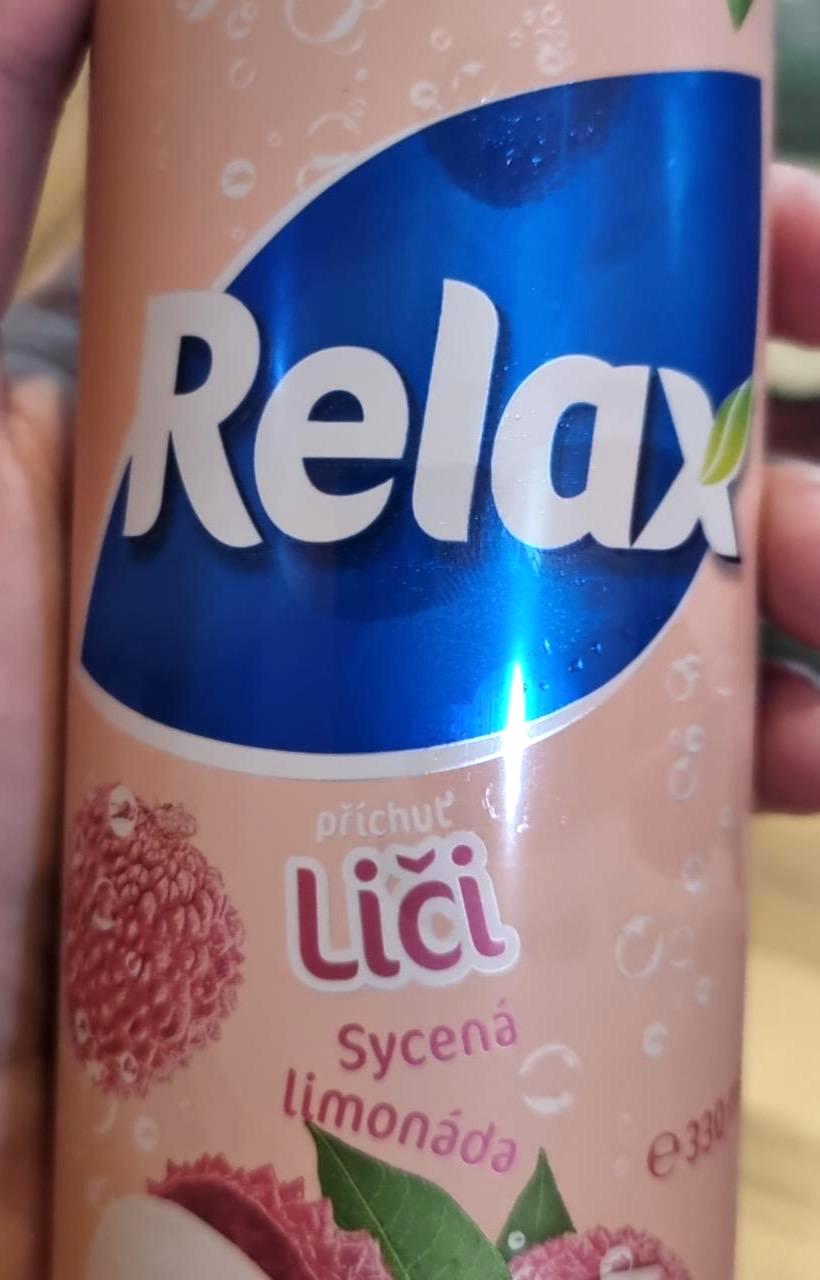 Relax
příchuť
Liči
Sycená
limonáda
℮ 330